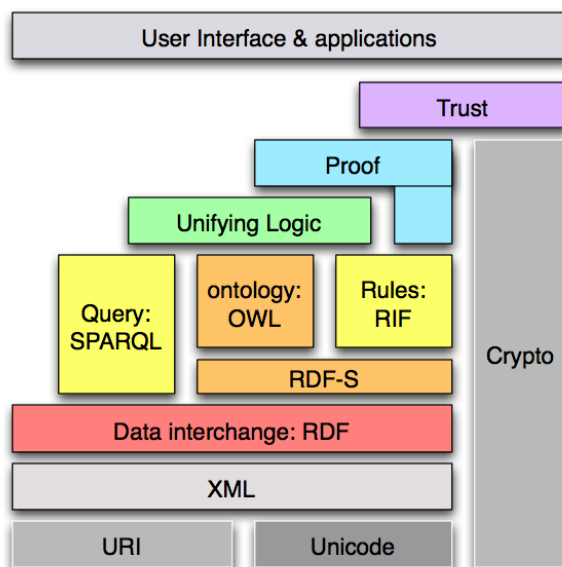 User Interface & applications
Trust
Proof
Unifying Logic
Query:
SPARQL
ontology:
OWL
Rules:
RIF
Crypto
RDF-S
Data interchange: RDF
XML
URI
Unicode